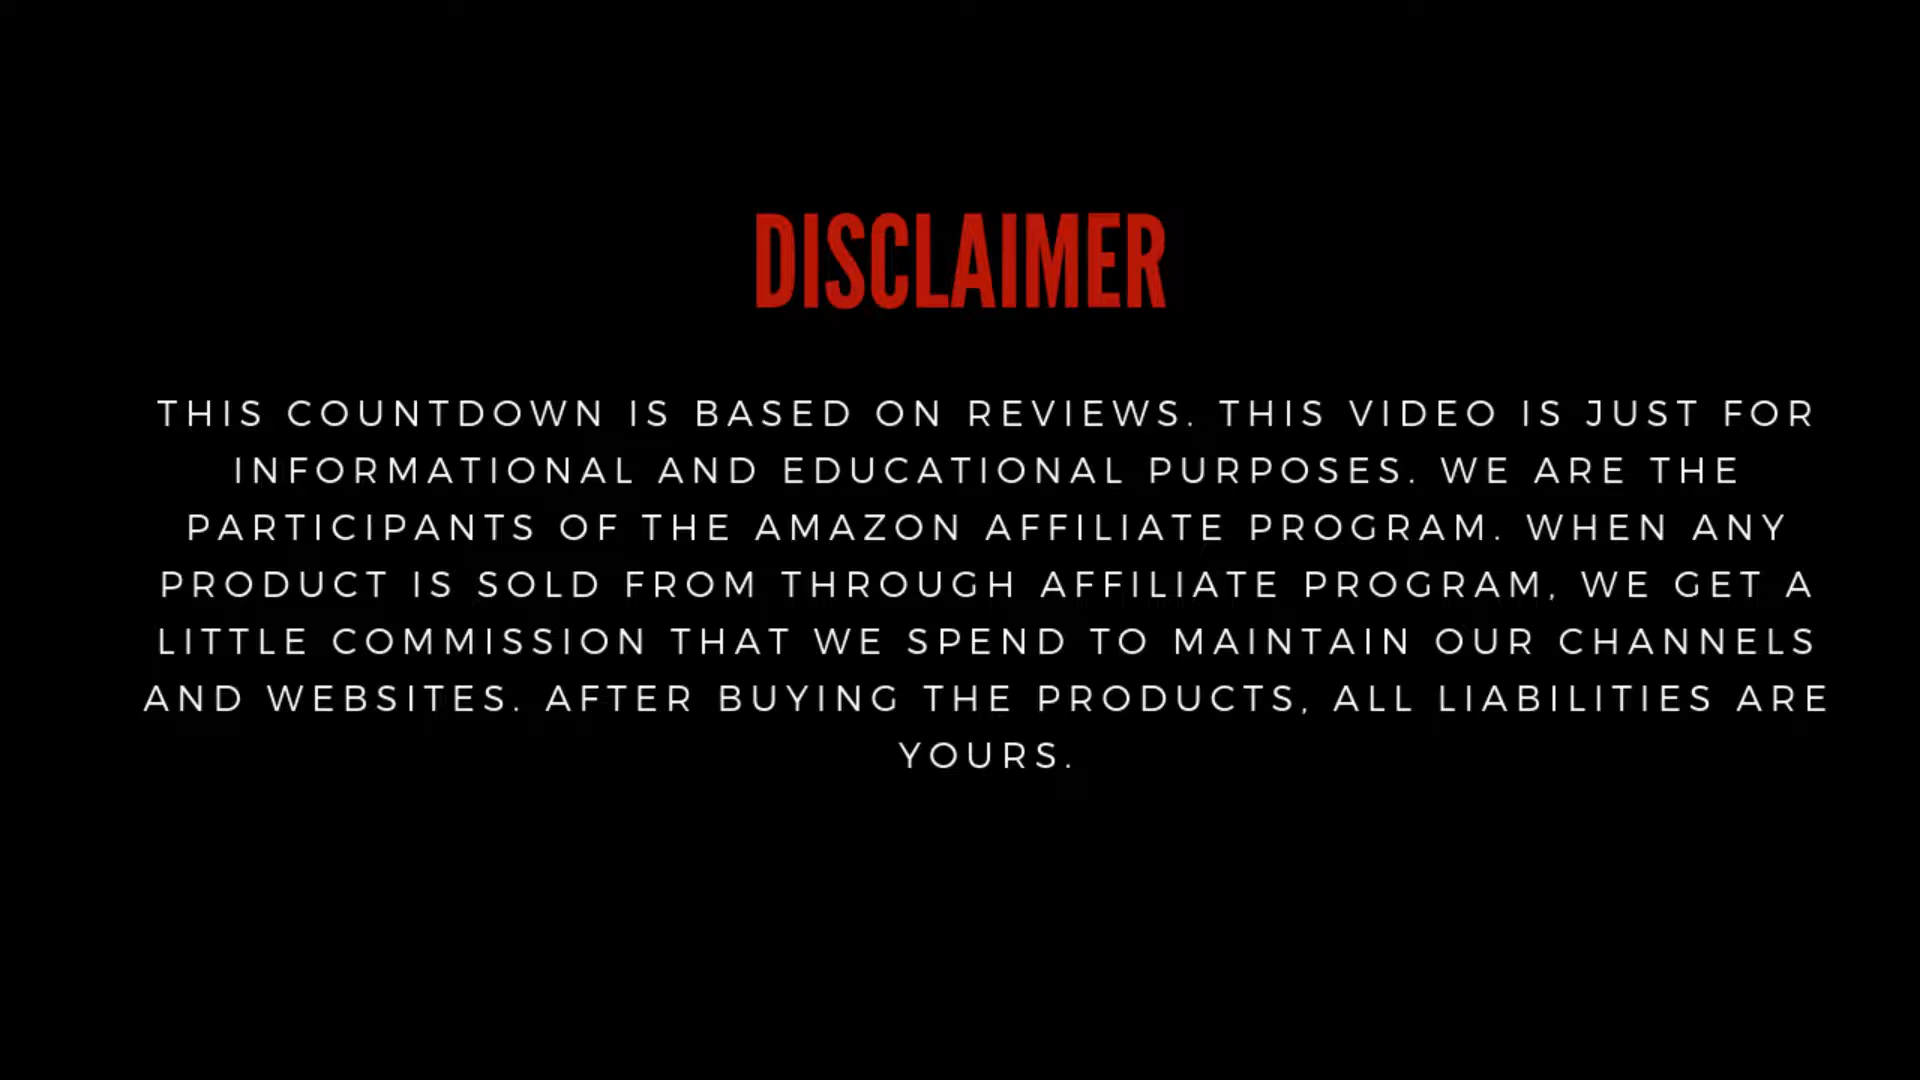 DISCLAIMER
THIS COUNTDOWN IS BASED ON REVIEWS. THIS VIDEO IS JUST FOR
INFORMATIONAL AND EDUCATIONAL PURPOSES. WE ARE THE
PARTICIPANTS OF THE AMAZON AFFILIATE PROGRAM. WHEN ANY
PRODUCT IS SOLD FROM THROUGH AFFILIATE PROGRAM, WE GET A
LITTLE COMMISSION THAT WE SPEND TO MAINTAIN OUR CHANNELS
AND WEBSITES. AFTER BUYING THE PRODUCTS, ALL LIABILITIES ARE
YOURS.